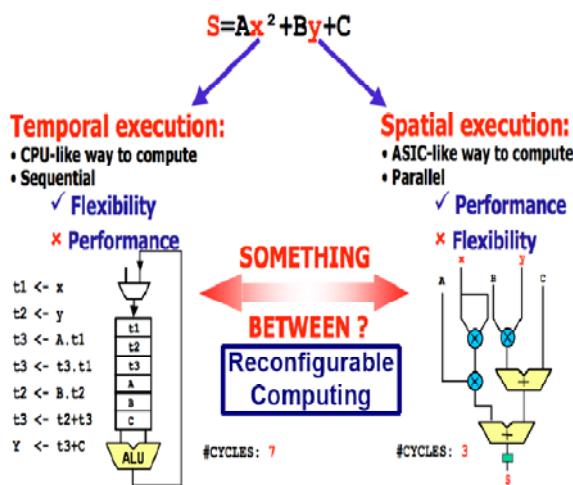 S=Ax²+By+C
Temporal execution:
• CPU-like way to compute
• Sequential
✓ Flexibility
✗ Performance
t1 <- x
t2 <- y
t3 <- A.t1
t3 <- t3.t1
t2 <- B.t2
t3 <- t2+t3
Y <- t3+C
t1
t2
t3
A
B
C
ALU
#CYCLES: 7
SOMETHING
BETWEEN ?
Reconfigurable
Computing
Spatial execution:
• ASIC-like way to compute
• Parallel
✓ Performance
✗ Flexibility
x y
A B C
×
×
×
+
+
#CYCLES: 3
S